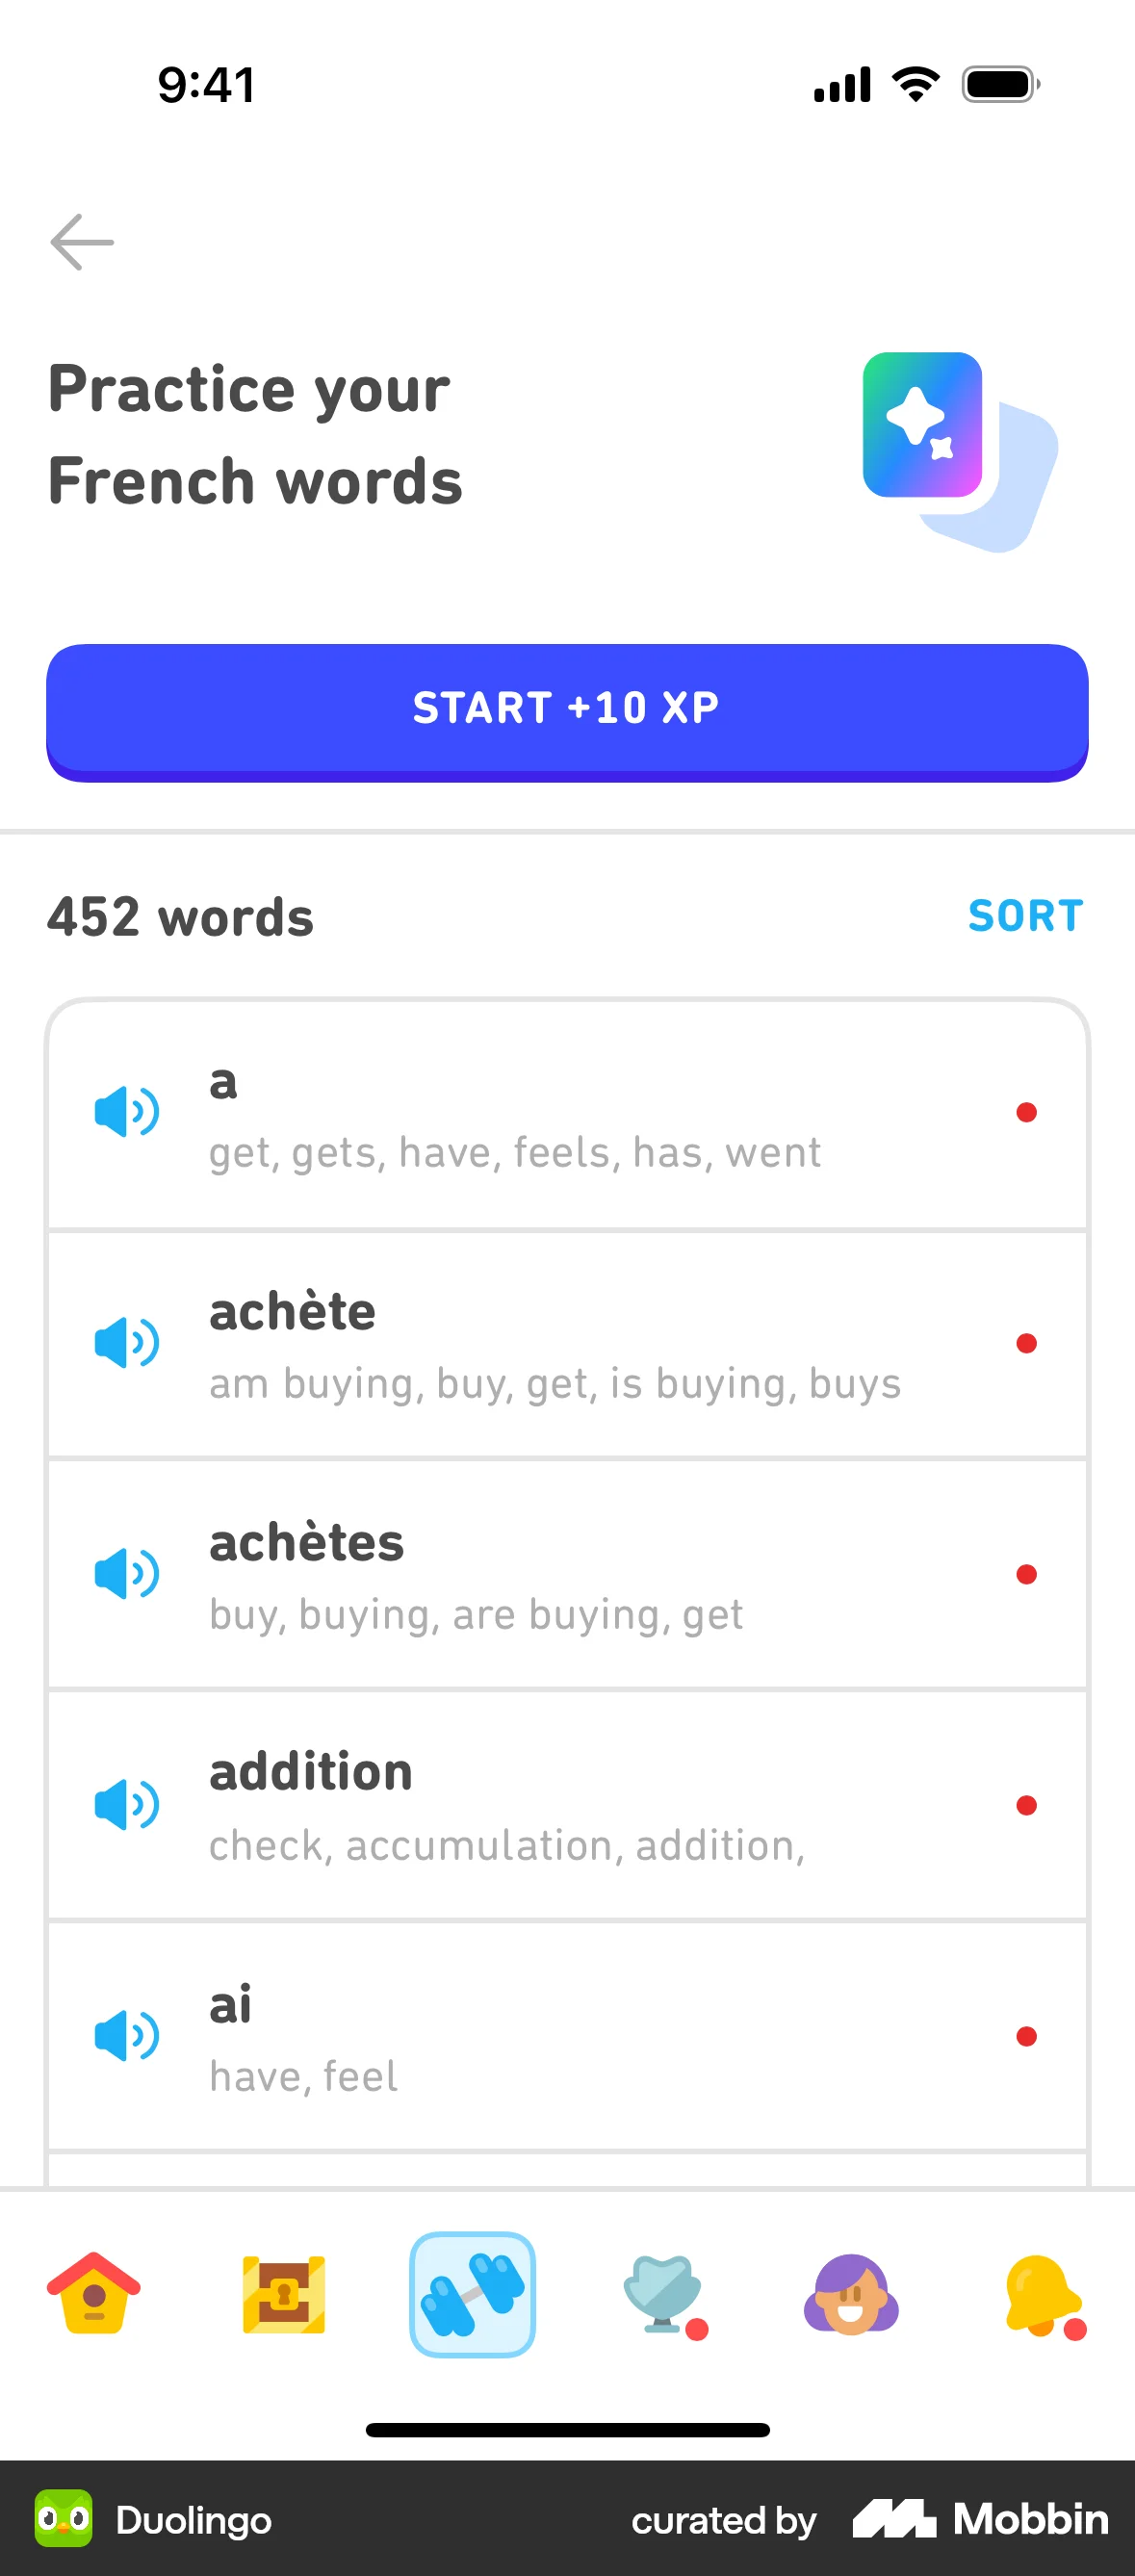 9:41
Practice your
French words
START +10 XP
452 words
SORT
a
get, gets, have, feels, has, went
achète
am buying, buy, get, is buying, buys
achètes
buy, buying, are buying, get
addition
check, accumulation, addition,
ai
have, feel
Duolingo
curated by
Mobbin